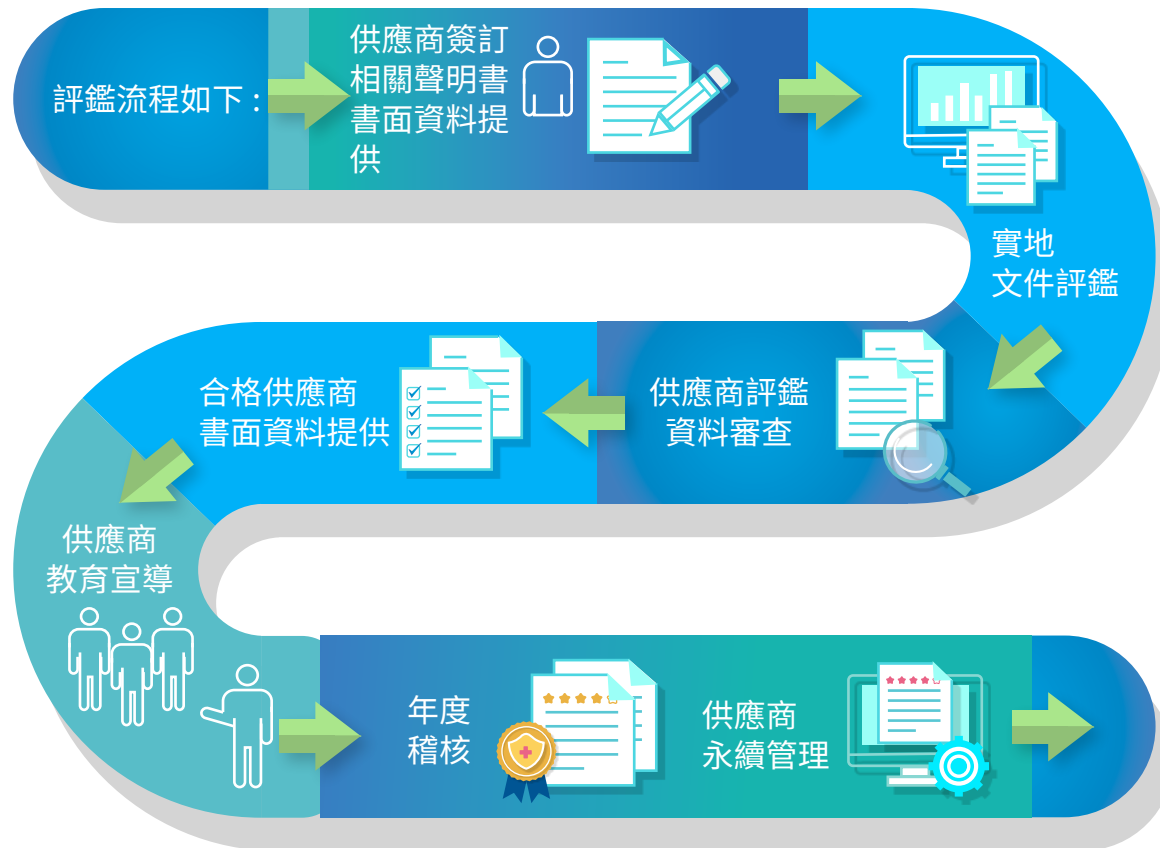 評鑑流程如下：
供應商簽訂
相關聲明書
書面資料提
供
實地
文件評鑑
供應商評鑑
資料審查
合格供應商
書面資料提供
供應商
教育宣導
年度
稽核
供應商
永續管理